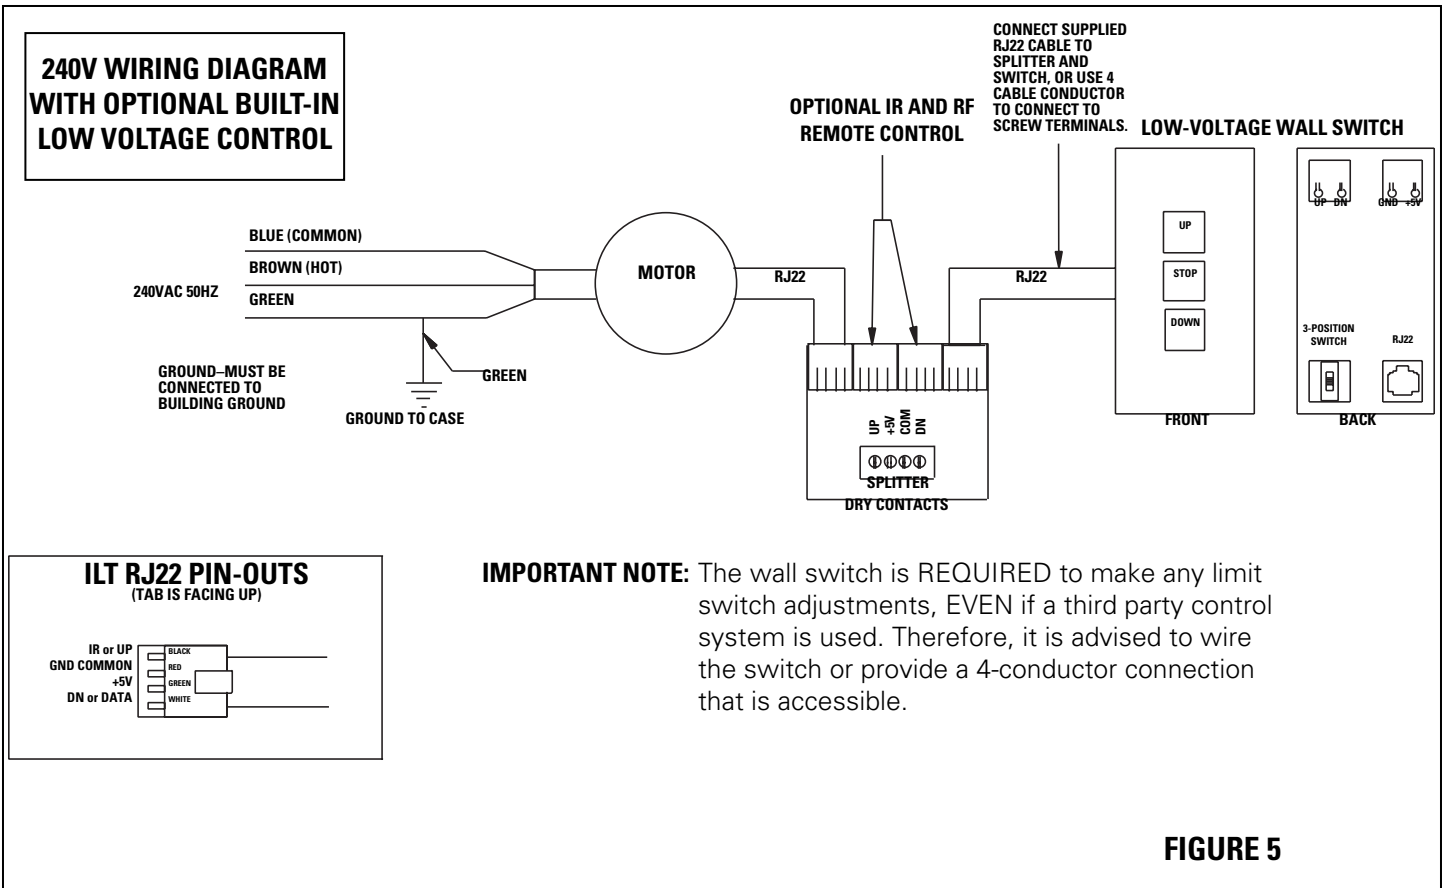 240V WIRING DIAGRAM
WITH OPTIONAL BUILT-IN
LOW VOLTAGE CONTROL
CONNECT SUPPLIED
RJ22 CABLE TO
SPLITTER AND
SWITCH, OR USE 4
CABLE CONDUCTOR
TO CONNECT TO
SCREW TERMINALS.
OPTIONAL IR AND RF
REMOTE CONTROL
LOW-VOLTAGE WALL SWITCH
BLUE (COMMON)
BROWN (HOT)
GREEN
240VAC 50HZ
MOTOR
RJ22
RJ22
UP
STOP
DOWN
FRONT
UP DN
GND +5V
3-POSITION
SWITCH
RJ22
BACK
GROUND–MUST BE
CONNECTED TO
BUILDING GROUND
GREEN
GROUND TO CASE
UP
+5V
COM
DN
SPLITTER
DRY CONTACTS
ILT RJ22 PIN-OUTS
(TAB IS FACING UP)
IR or UP
GND COMMON
+5V
DN or DATA
BLACK
RED
GREEN
WHITE
IMPORTANT NOTE: The wall switch is REQUIRED to make any limit
switch adjustments, EVEN if a third party control
system is used. Therefore, it is advised to wire
the switch or provide a 4-conductor connection
that is accessible.
FIGURE 5